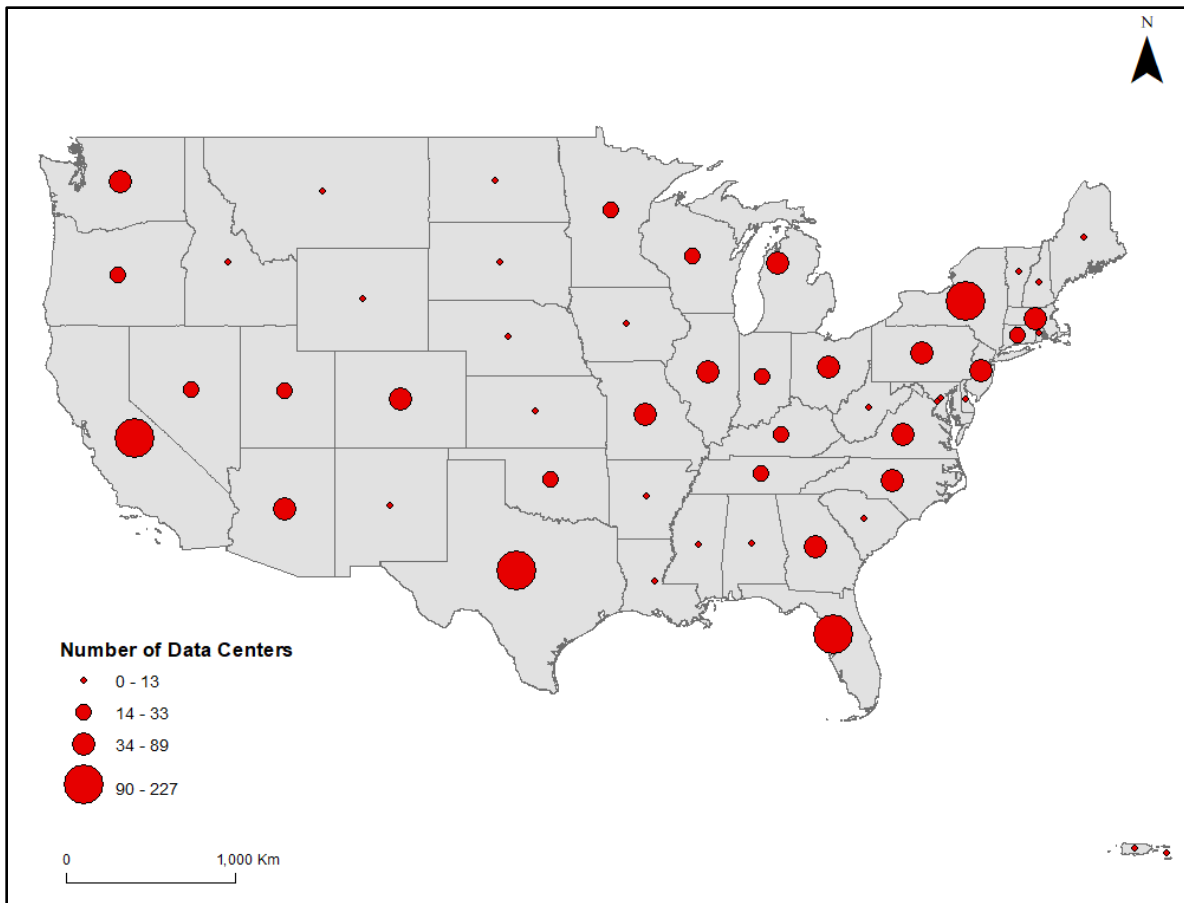 N
Number of Data Centers
0 - 13
14 - 33
34 - 89
90 - 227
0 1,000 Km